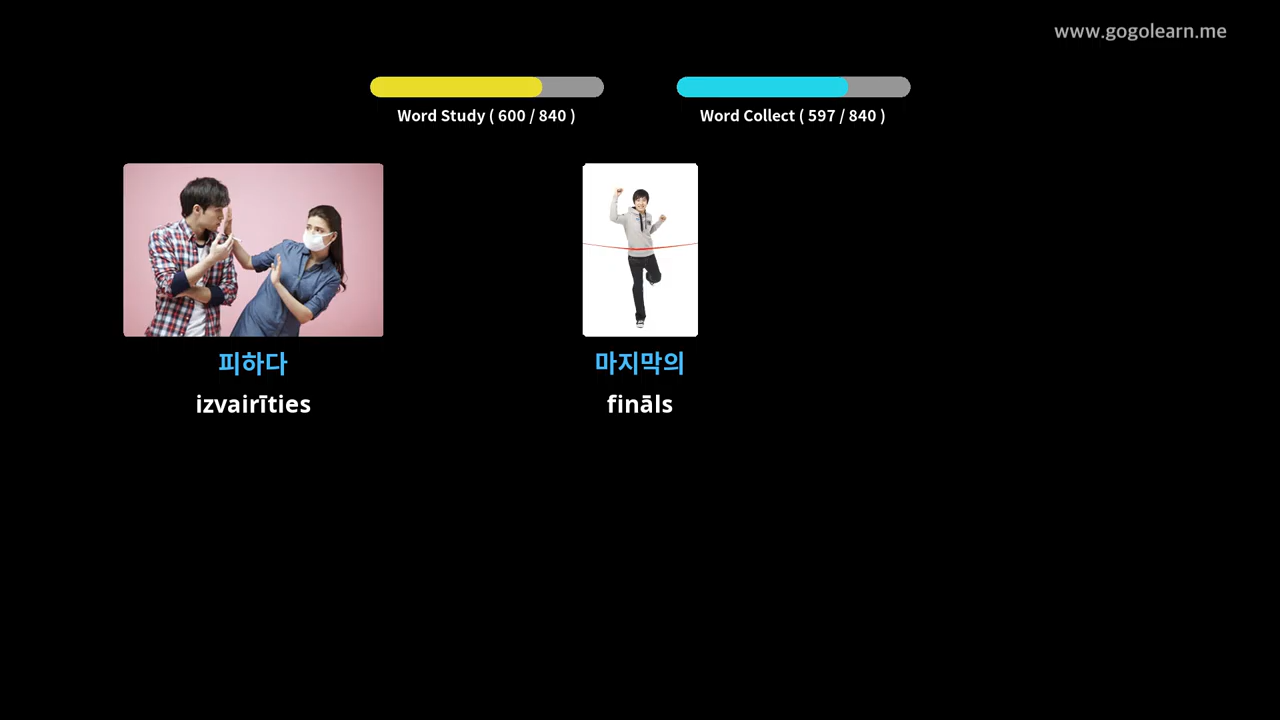 www.gogolearn.me
Word Study ( 600 / 840 )
Word Collect ( 597 / 840 )
피하다
izvairīties
마지막의
fināls